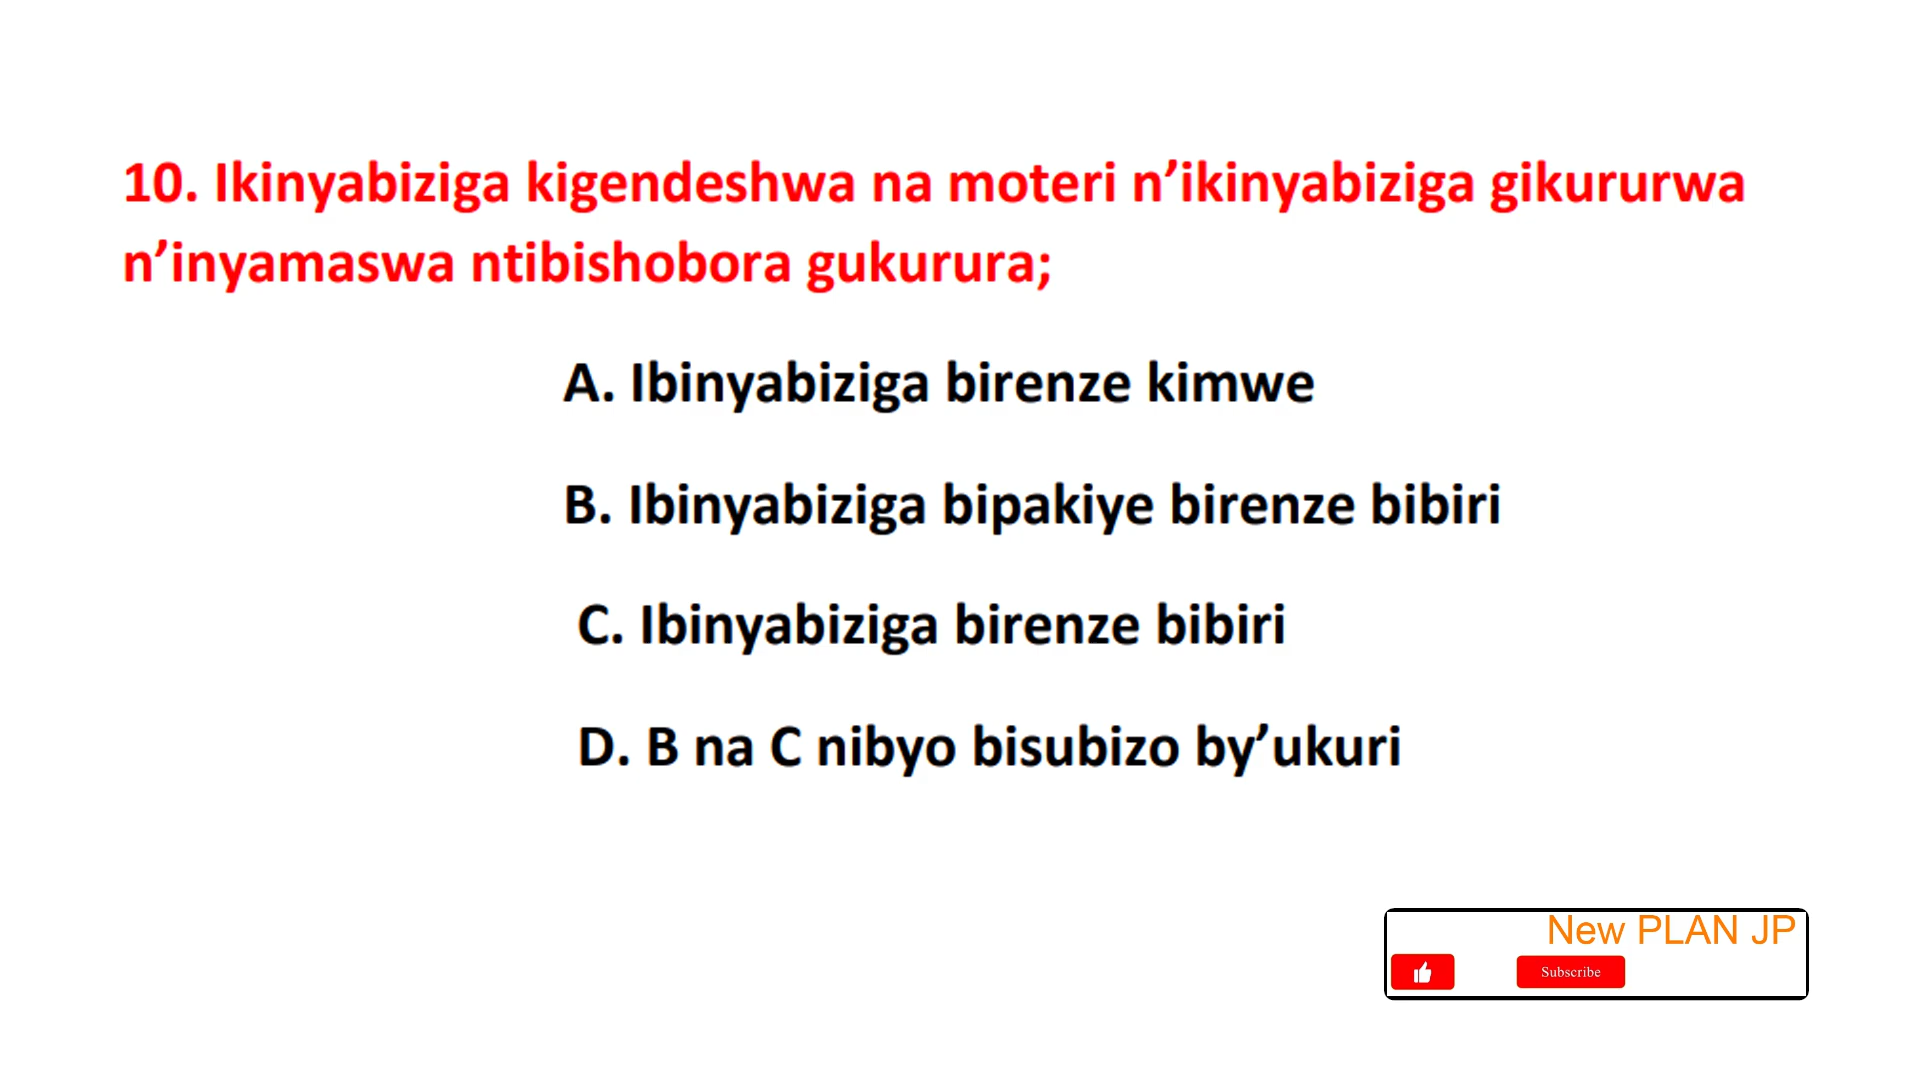 10. Ikinyabiziga kigendeshwa na moteri n’ikinyabiziga gikururwa
n’inyamaswa ntibishobora gukurura;
A. Ibinyabiziga birenze kimwe
B. Ibinyabiziga bipakiye birenze bibiri
C. Ibinyabiziga birenze bibiri
D. B na C nibyo bisubizo by’ukuri
New PLAN JP
Subscribe